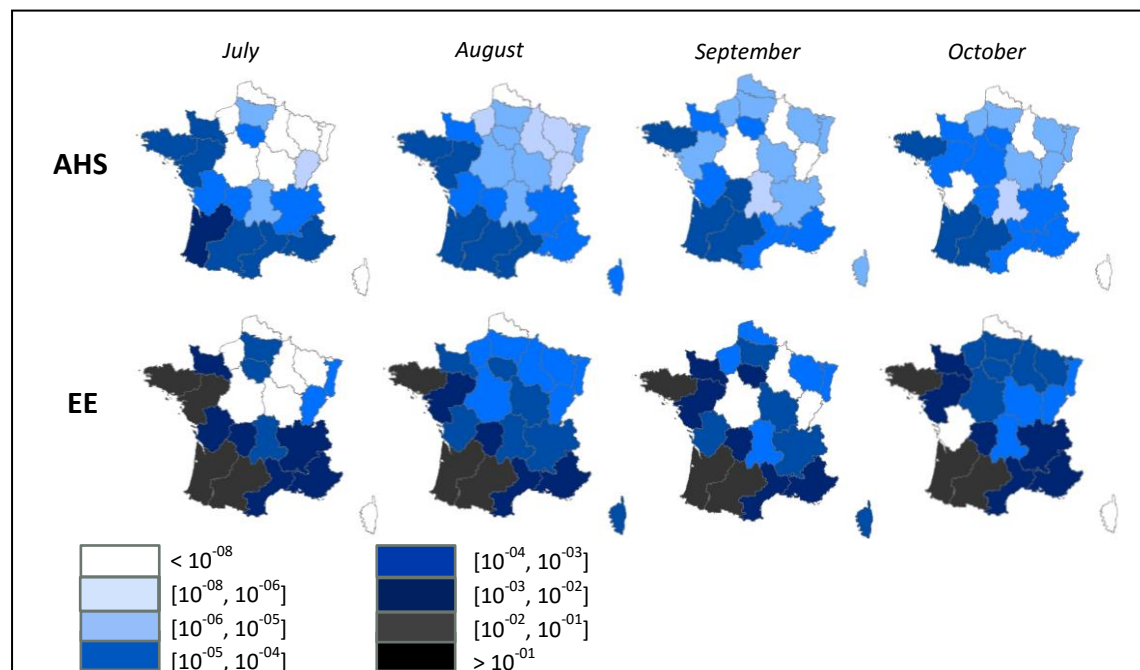 July August September October
AHS
EE
< 10^-08 [10^-04, 10^-03]
[10^-08, 10^-06] [10^-03, 10^-02]
[10^-06, 10^-05] [10^-02, 10^-01]
[10^-05, 10^-04] > 10^-01